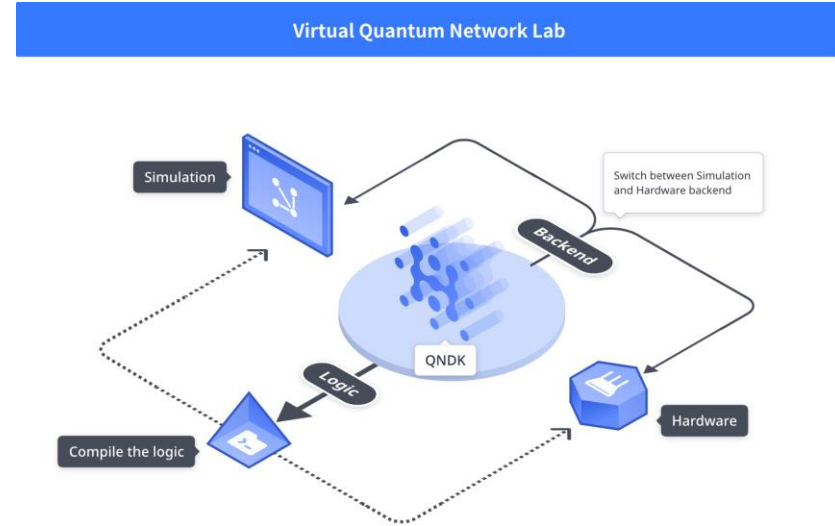 Virtual Quantum Network Lab
Simulation
Switch between Simulation
and Hardware backend
Backend
QNDK
Logic
Hardware
Compile the logic